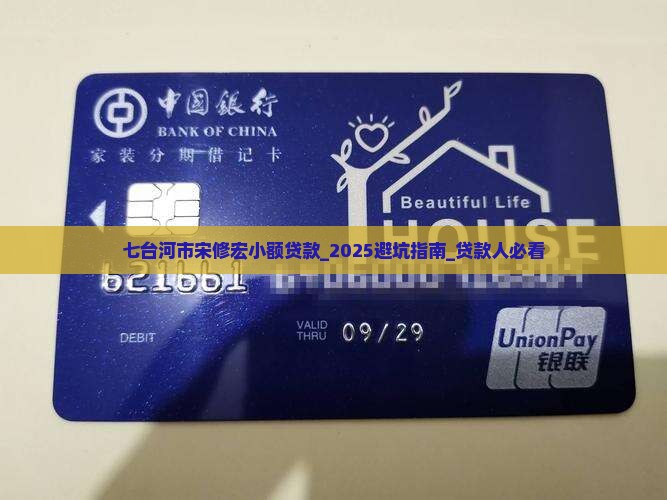 中国银行
BANK OF CHINA
家装分期借记卡
Beautiful Life
HOUSE
七台河市宋修宏小额贷款_2025避坑指南_贷款人必看
621661
DEBIT
VALID
THRU
09/29
UnionPay
银联